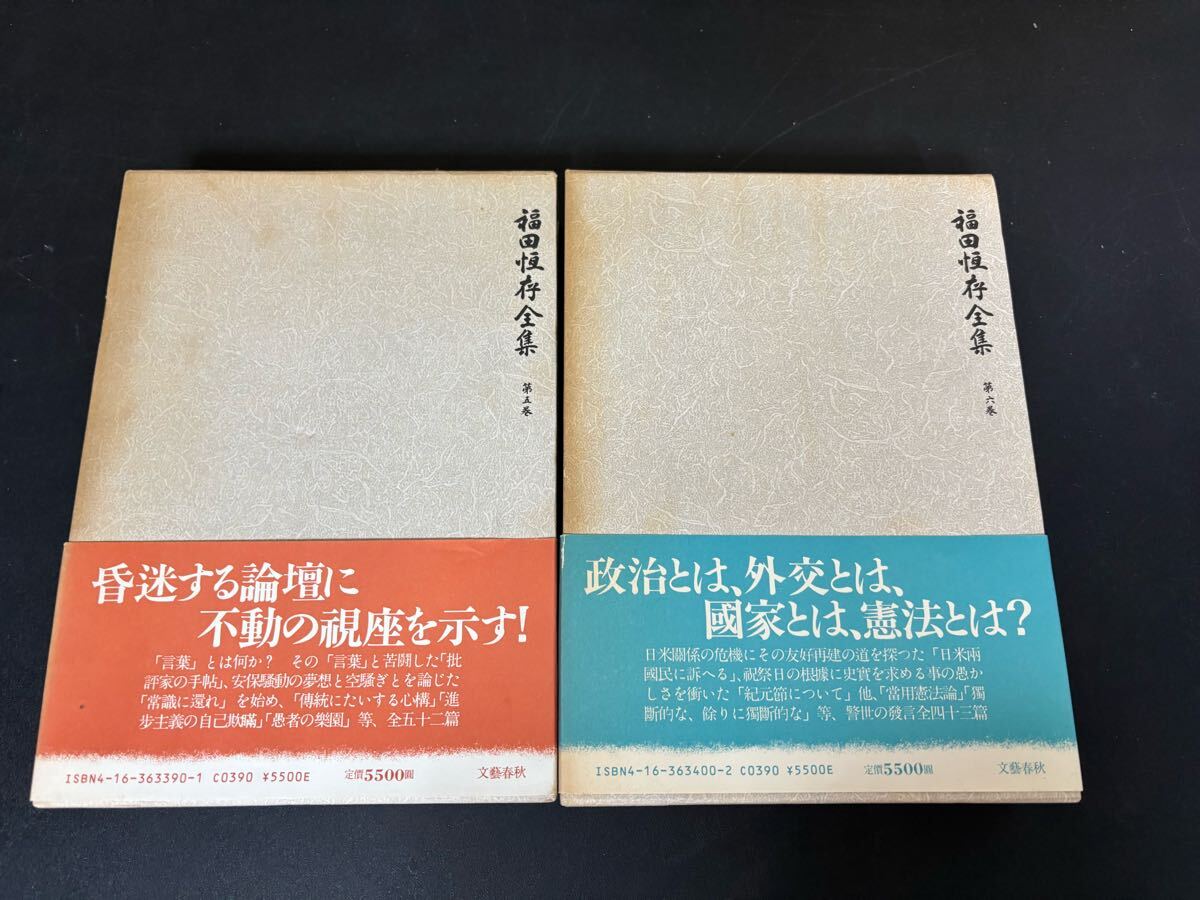 福田恆存全集
第五巻
昏迷する論壇に
不動の視座を示す!
「言葉」とは何か? その「言葉」と苦闘した「批
評家の手帖」、安保騒動の夢想と空騒ぎとを論じた
「常識に還れ」を始め、「傳統にたいする心構」「進
步主義の自己欺瞞」「愚者の樂園」等、全五十二篇
ISBN4-16-363390-1 C0390 ¥5500E
定價5500圓
文藝春秋
福田恆存全集
第六巻
政治とは、外交とは、
國家とは、憲法とは?
日米關係の危機にその友好再建の道を探つた「日米兩
國民に訴へる」、祝祭日の根據に史實を求める事の愚か
しさを衝いた「紀元節について」他、「當用憲法論」「獨
斷的な、餘りに獨斷的な」等、警世の發言全四十三篇
ISBN4-16-363400-2 C0390 ¥5500E
定價5500圓
文藝春秋